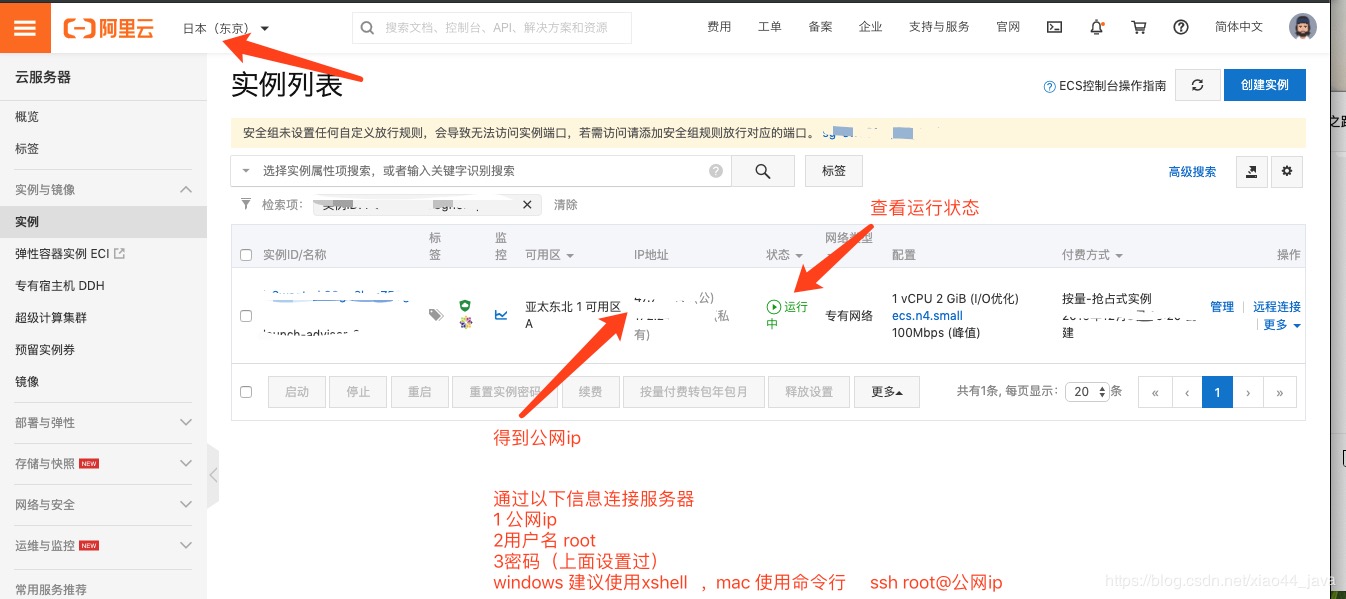 阿里云
日本（东京）
搜索文档、控制台、API、解决方案和资源
费用
工单
备案
企业
支持与服务
官网
简体中文
云服务器
概览
标签
实例与镜像
实例
弹性容器实例 ECI
专有宿主机 DDH
超级计算集群
预留实例券
镜像
部署与弹性
存储与快照 NEW
网络与安全
运维与监控 NEW
常用服务推荐
实例列表
ECS控制台操作指南
创建实例
安全组未设置任何自定义放行规则，会导致无法访问实例端口，若需访问请添加安全组规则放行对应的端口。
选择实例属性项搜索，或者输入关键字识别搜索
标签
高级搜索
检索项：
清除
查看运行状态
实例ID/名称
标签
监控
可用区
IP地址
状态
网络类型
配置
付费方式
操作
亚太东北 1 可用区
A
(公)
(私
有)
运行
中
专有网络
1 vCPU 2 GiB (I/O优化)
ecs.n4.small
100Mbps (峰值)
按量-抢占式实例
建
管理
远程连接
更多
启动
停止
重启
重置实例密码
续费
按量付费转包年包月
释放设置
更多
共有1条, 每页显示：20 条
« ‹ 1 › »
得到公网ip
通过以下信息连接服务器
1 公网ip
2用户名 root
3密码（上面设置过）
windows 建议使用xshell ，mac 使用命令行 ssh root@公网ip
https://blog.csdn.net/xiao44_java